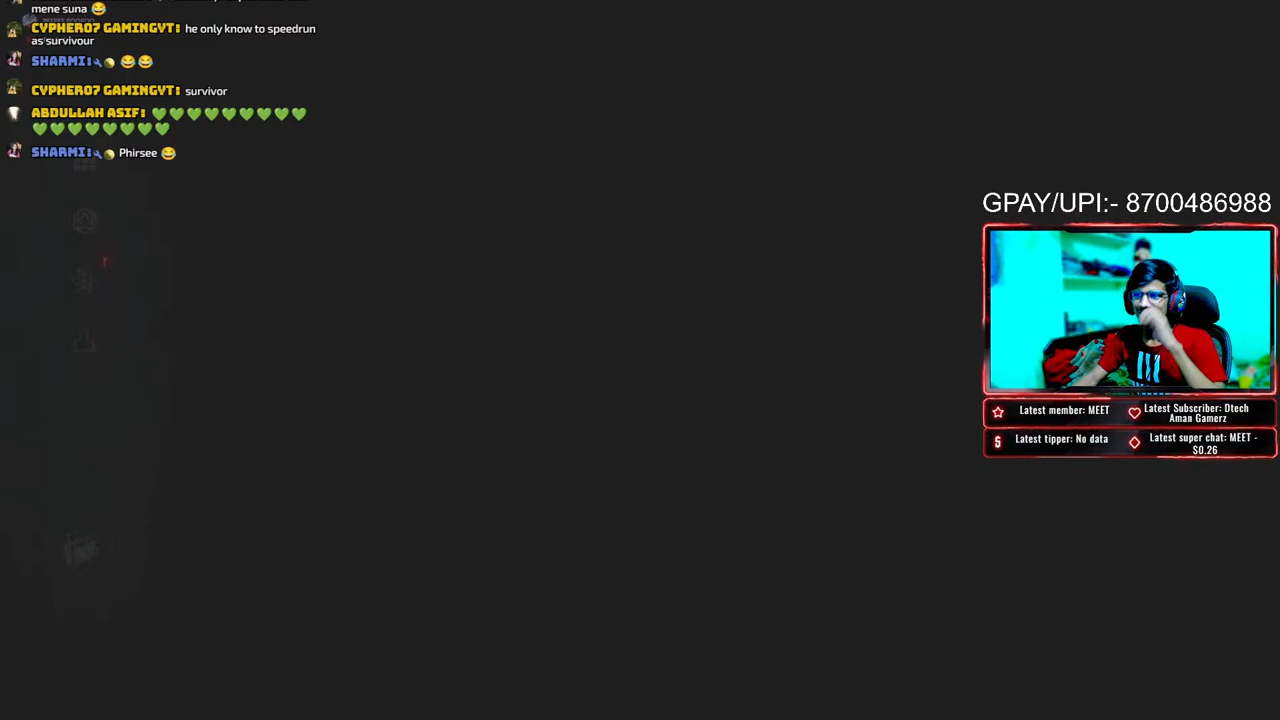 mene suna 😂
CYPHER07 GAMINGYT: he only know to speedrun
as survivour
SHARMI: 😂😂
CYPHER07 GAMINGYT: survivor
ABDULLAH ASIF: 💚💚💚💚💚💚💚💚💚
💚💚💚💚💚💚💚💚
SHARMI: Phirsee 😂
GPAY/UPI:- 8700486988
Latest member: MEET
Latest Subscriber: Dtech
Aman Gamerz
Latest tipper: No data
Latest super chat: MEET -
$0.26